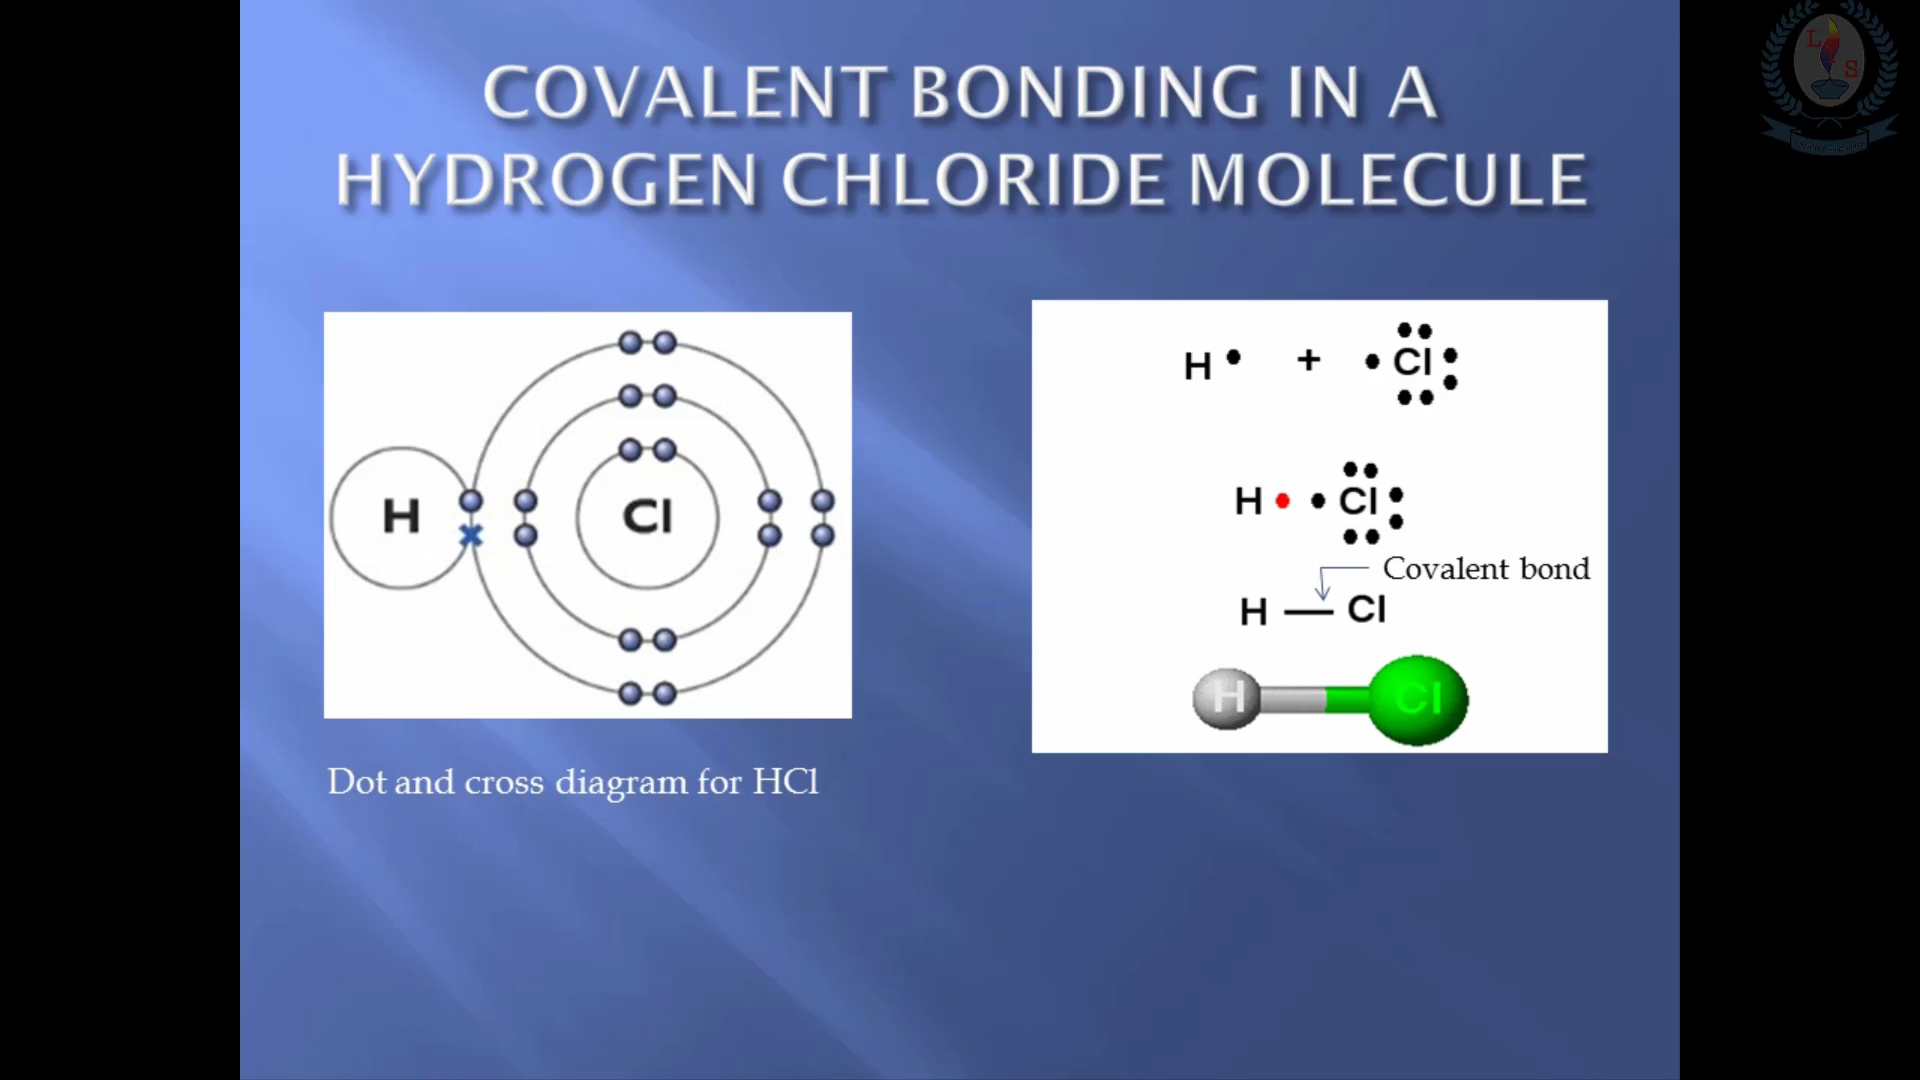 COVALENT BONDING IN A
HYDROGEN CHLORIDE MOLECULE
H Cl
Dot and cross diagram for HCl
H + Cl
H Cl
Covalent bond
H — Cl
H Cl
L
S